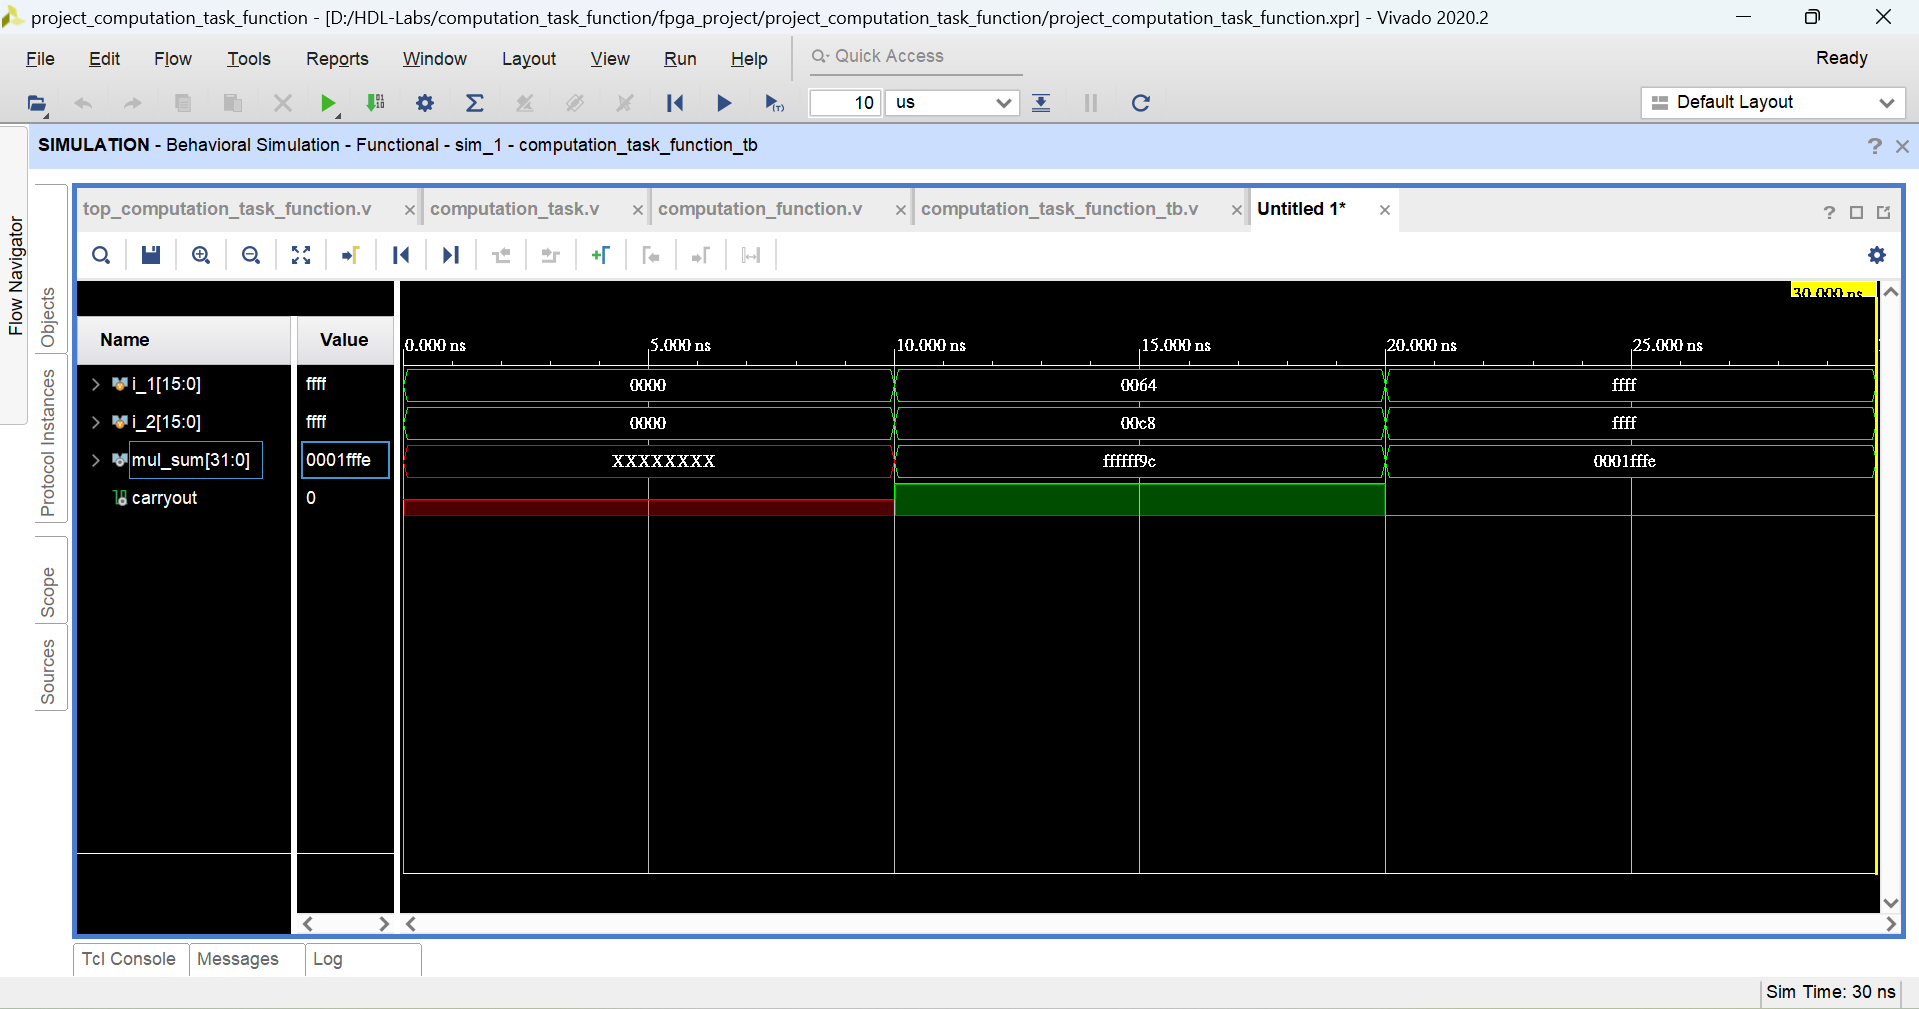 project_computation_task_function - [D:/HDL-Labs/computation_task_function/fpga_project/project_computation_task_function/project_computation_task_function.xpr] - Vivado 2020.2
File Edit Flow Tools Reports Window Layout View Run Help Quick Access Ready
10 us Default Layout
SIMULATION - Behavioral Simulation - Functional - sim_1 - computation_task_function_tb
Flow Navigator
Objects
Protocol Instances
Scope
Sources
top_computation_task_function.v computation_task.v computation_function.v computation_task_function_tb.v Untitled 1*
30.000 ns
Name Value 0.000 ns 5.000 ns 10.000 ns 15.000 ns 20.000 ns 25.000 ns
i_1[15:0] ffff 0000 0064 ffff
i_2[15:0] ffff 0000 00c8 ffff
mul_sum[31:0] 0001fffe XXXXXXXX ffffff9c 0001fffe
carryout 0
Tcl Console Messages Log
Sim Time: 30 ns